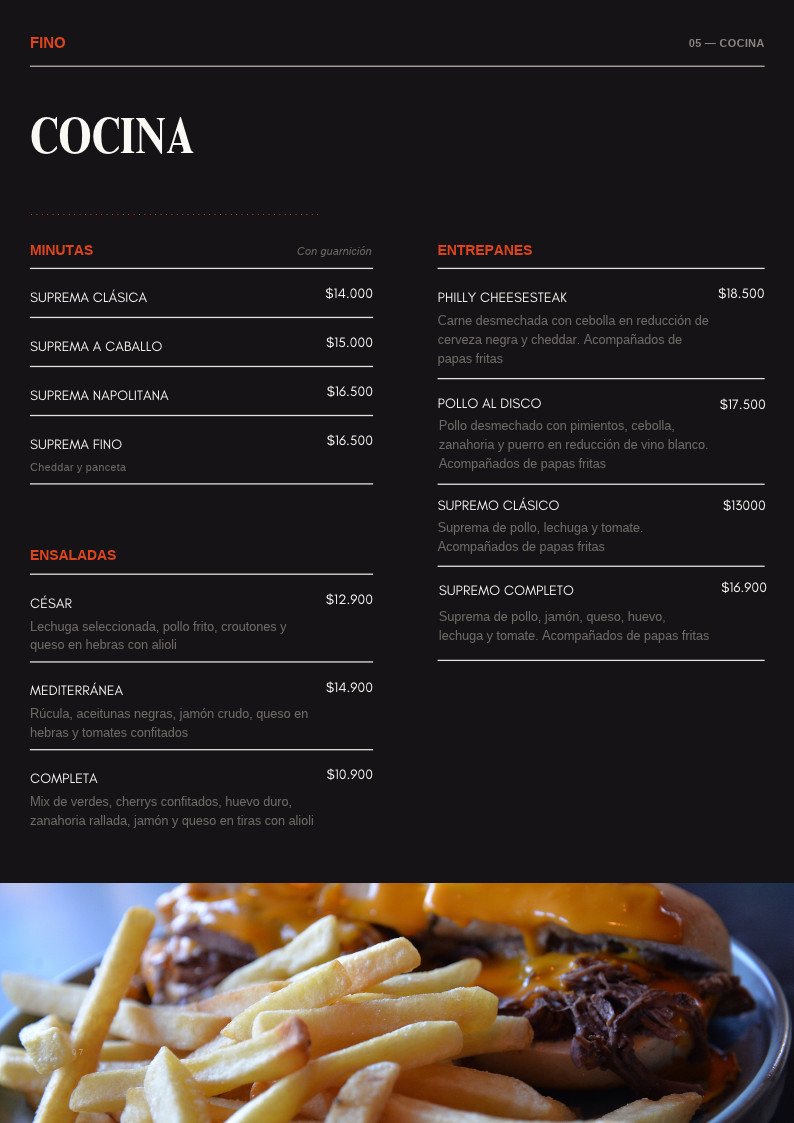 FINO
05 — COCINA
COCINA
MINUTAS
Con guarnición
SUPREMA CLÁSICA
$14.000
SUPREMA A CABALLO
$15.000
SUPREMA NAPOLITANA
$16.500
SUPREMA FINO
$16.500
Cheddar y panceta
ENSALADAS
CÉSAR
$12.900
Lechuga seleccionada, pollo frito, croutones y
queso en hebras con alioli
MEDITERRÁNEA
$14.900
Rúcula, aceitunas negras, jamón crudo, queso en
hebras y tomates confitados
COMPLETA
$10.900
Mix de verdes, cherrys confitados, huevo duro,
zanahoria rallada, jamón y queso en tiras con alioli
ENTREPANES
PHILLY CHEESESTEAK
$18.500
Carne desmechada con cebolla en reducción de
cerveza negra y cheddar. Acompañados de
papas fritas
POLLO AL DISCO
$17.500
Pollo desmechado con pimientos, cebolla,
zanahoria y puerro en reducción de vino blanco.
Acompañados de papas fritas
SUPREMO CLÁSICO
$13000
Suprema de pollo, lechuga y tomate.
Acompañados de papas fritas
SUPREMO COMPLETO
$16.900
Suprema de pollo, jamón, queso, huevo,
lechuga y tomate. Acompañados de papas fritas